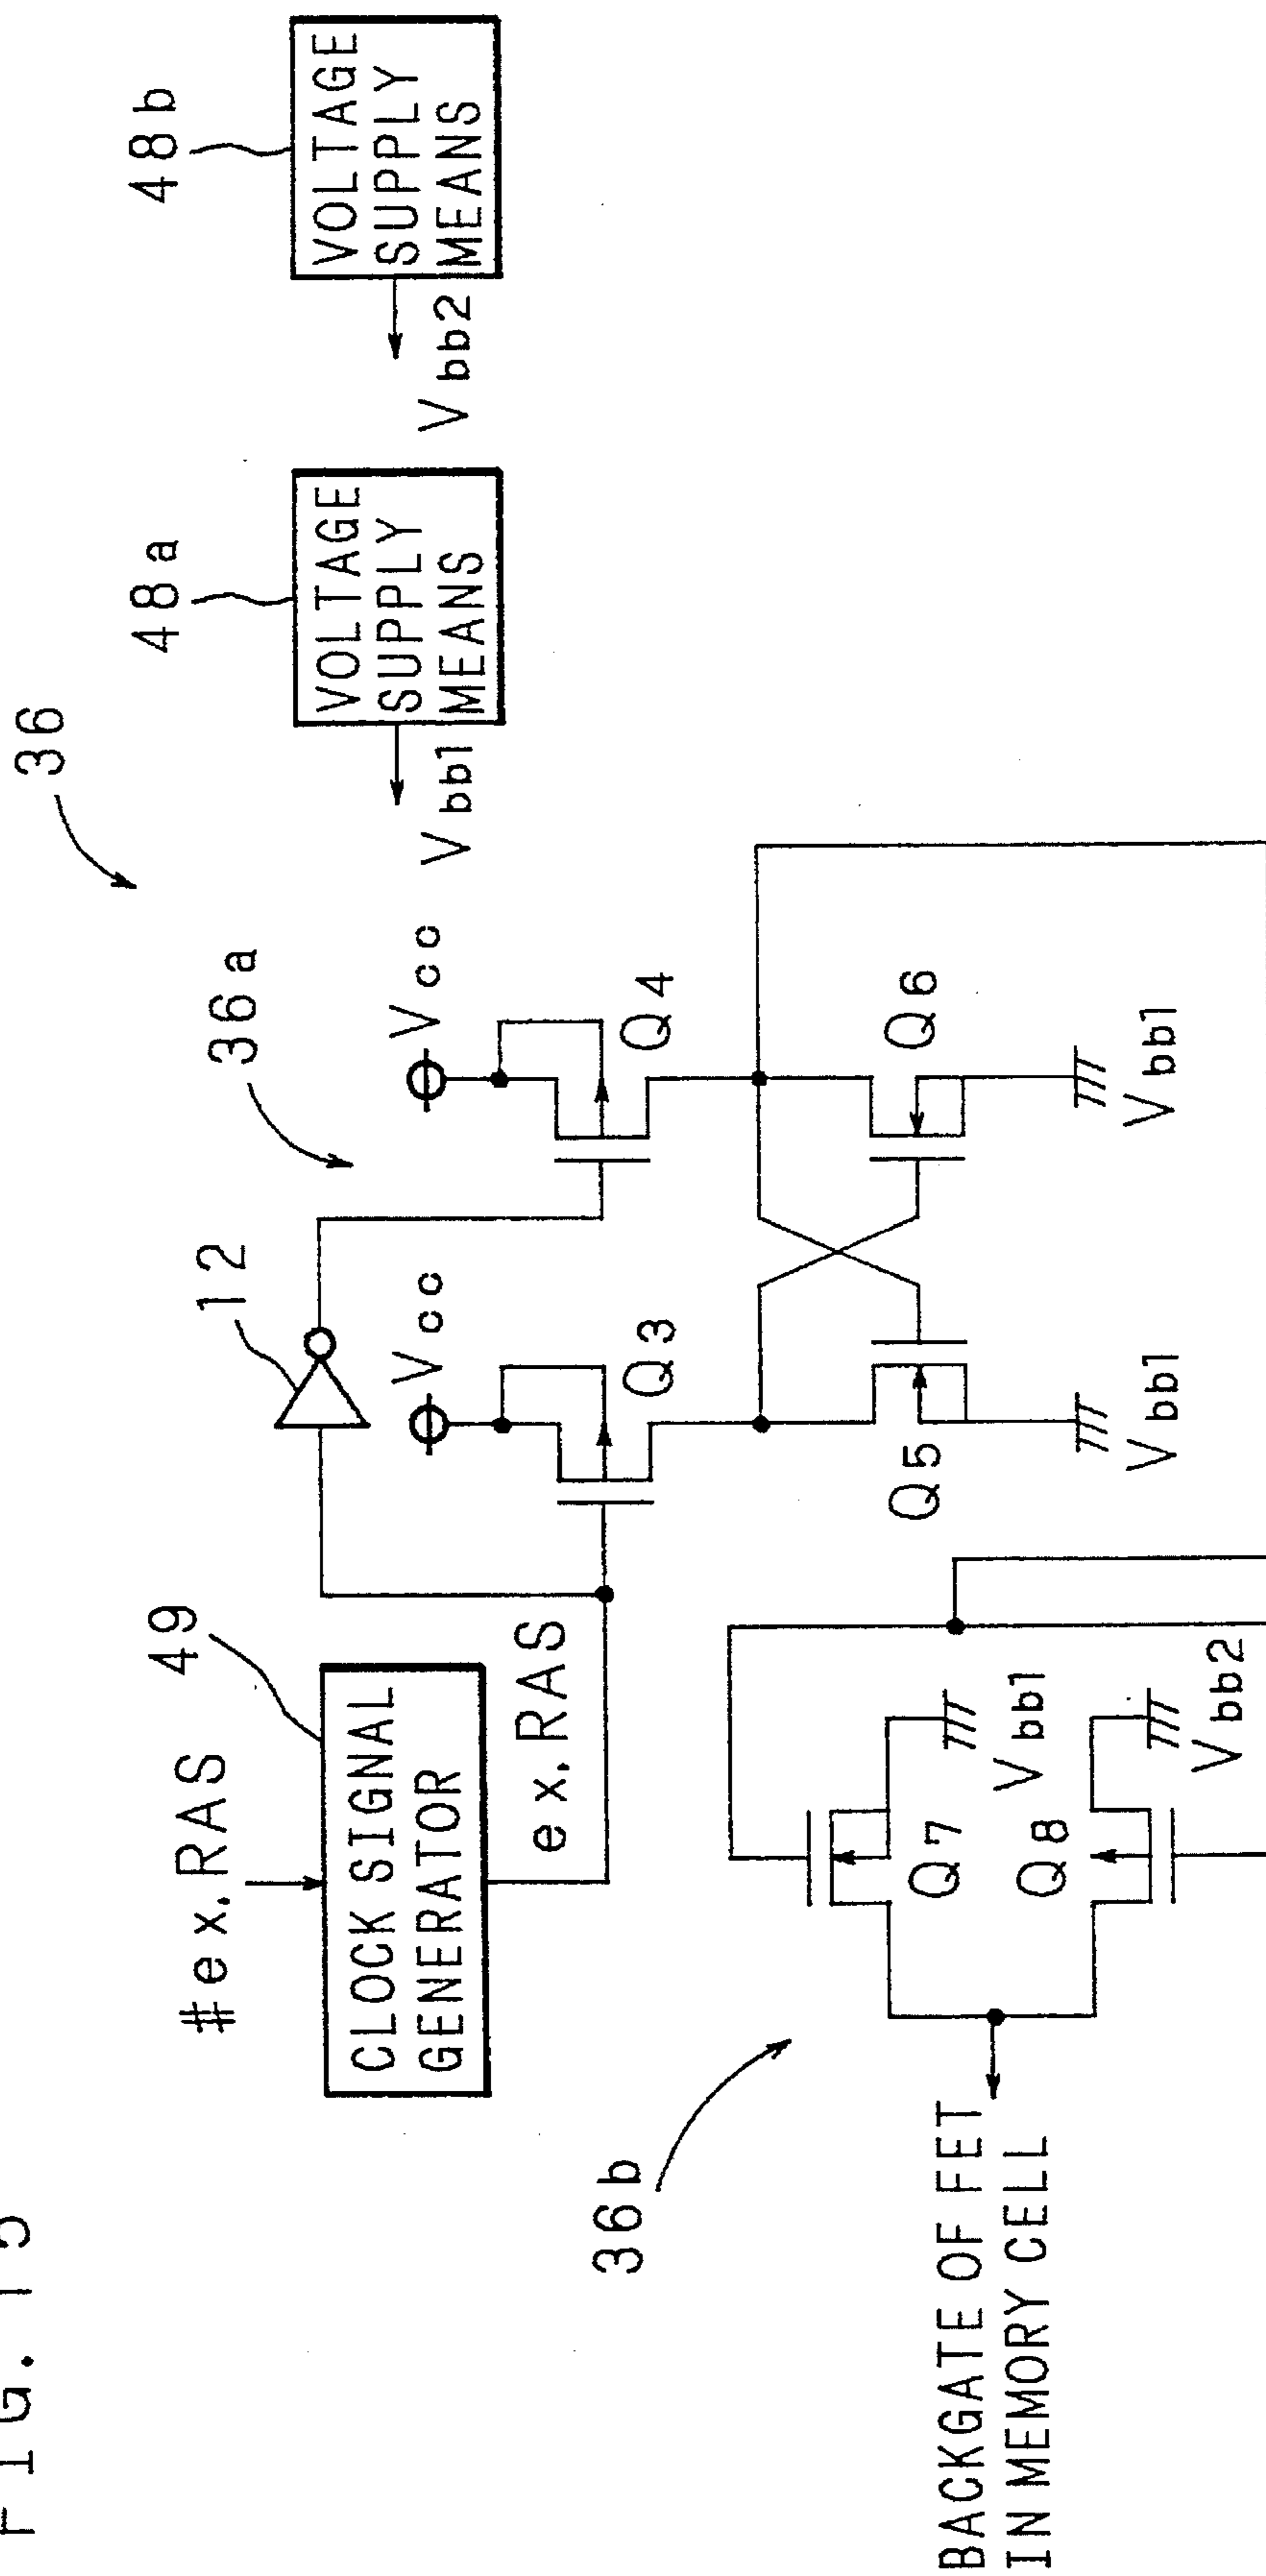 FIG. 15
36
48a
48b
VOLTAGE
SUPPLY
MEANS
VOLTAGE
SUPPLY
MEANS
Vbb1
Vbb2
36a
12
49
#ex.RAS
CLOCK SIGNAL
GENERATOR
ex.RAS
Vcc
Vcc
Q3
Q4
Q5
Q6
Vbb1
Vbb1
36b
Q7
Vbb1
Q8
Vbb2
BACKGATE OF FET
IN MEMORY CELL